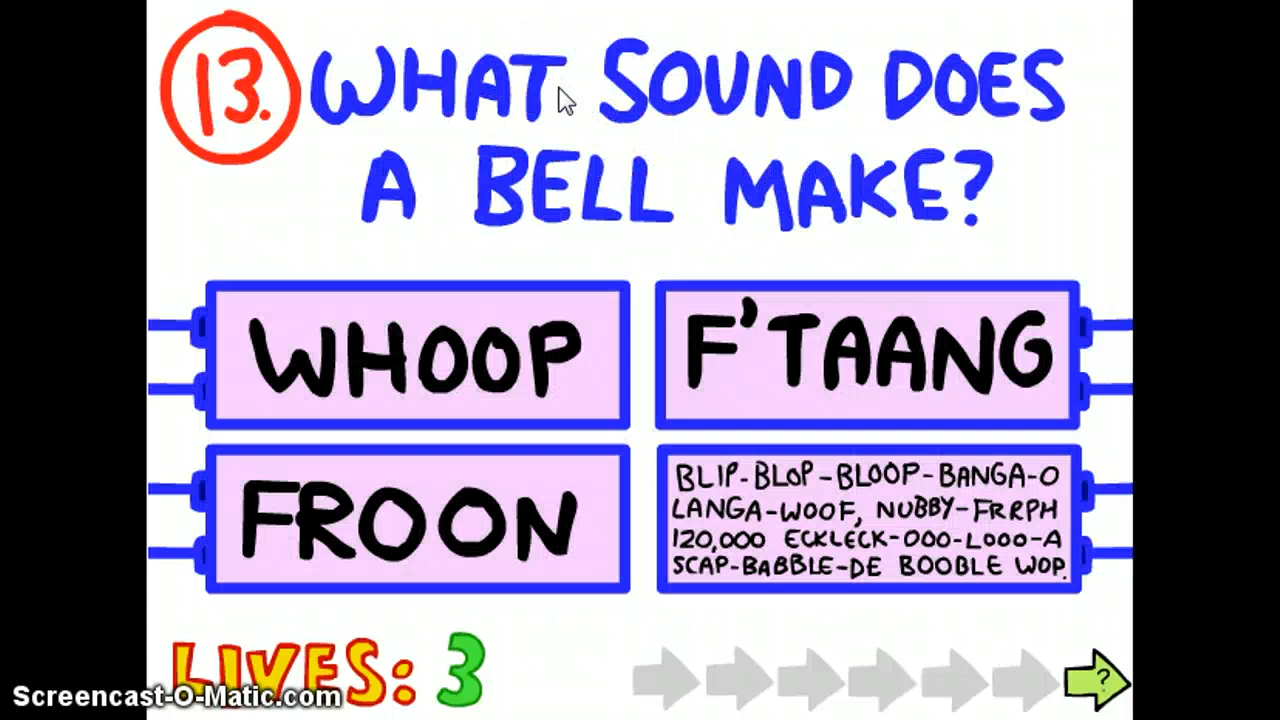 13. WHAT SOUND DOES
A BELL MAKE?
WHOOP
F'TAANG
FROON
BLIP-BLOP-BLOOP-BANGA-O
LANGA-WOOF, NUBBY-FRRPH
120,000 ECKLECK-OOO-LOOO-A
SCAP-BABBLE-DE BOOBLE WOP.
LIVES: 3
?
Screencast-O-Matic.com